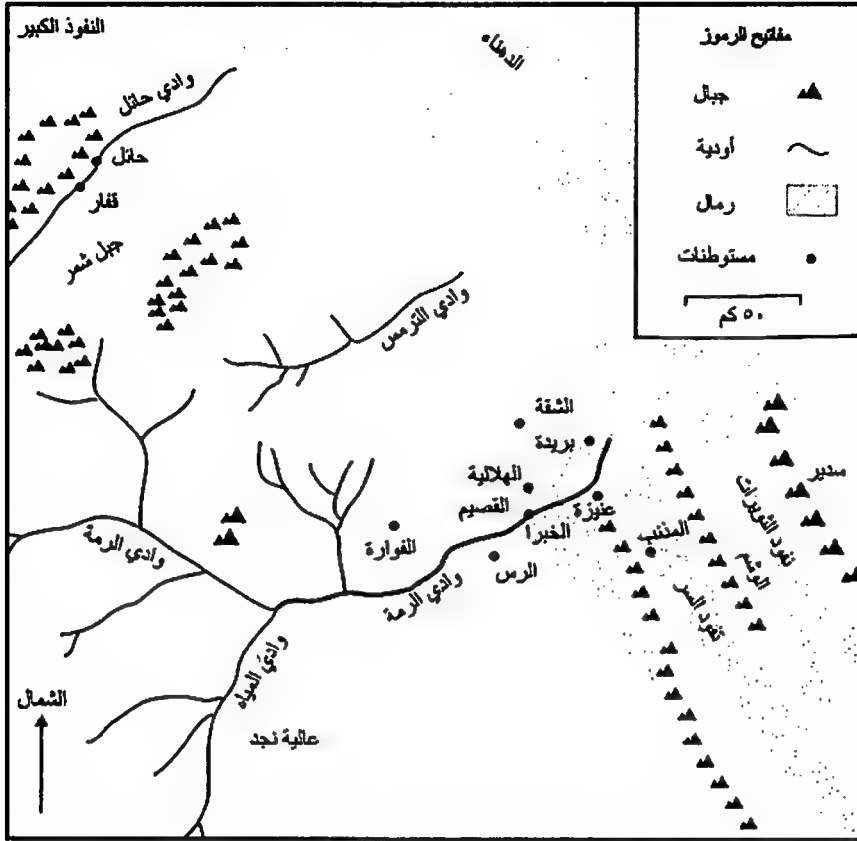 النفوذ الكبير
الدهناء
مفاتيح للرموز
جبال
أودية
رمال
مستوطنات
٥٠ كم
وادي حائل
حائل
قفار
جبل شمر
وادي الترمس
الشقة
بريدة
الهلالية
القصيم
عنيزة
الخبرا
الفوارة
الرس
المذنب
سدير
نفود الثويرات
الوشم
نفود السر
وادي الرمة
وادي الرمة
وادي المياه
الشمال
عالية نجد